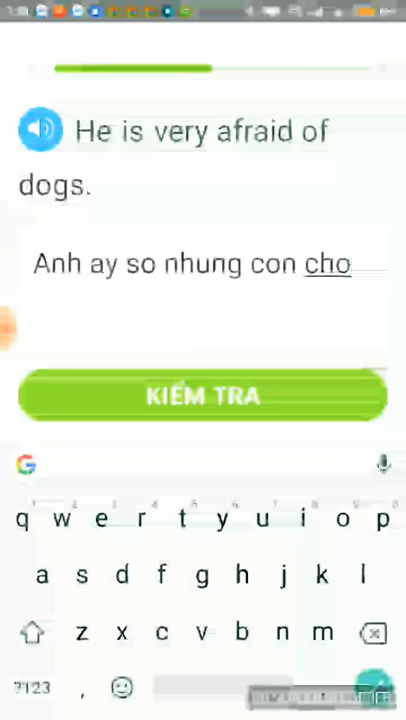 He is very afraid of
dogs.
Anh ay so nhung con cho
KIỂM TRA
q w e r t y u i o p
a s d f g h j k l
z x c v b n m
?123 ,